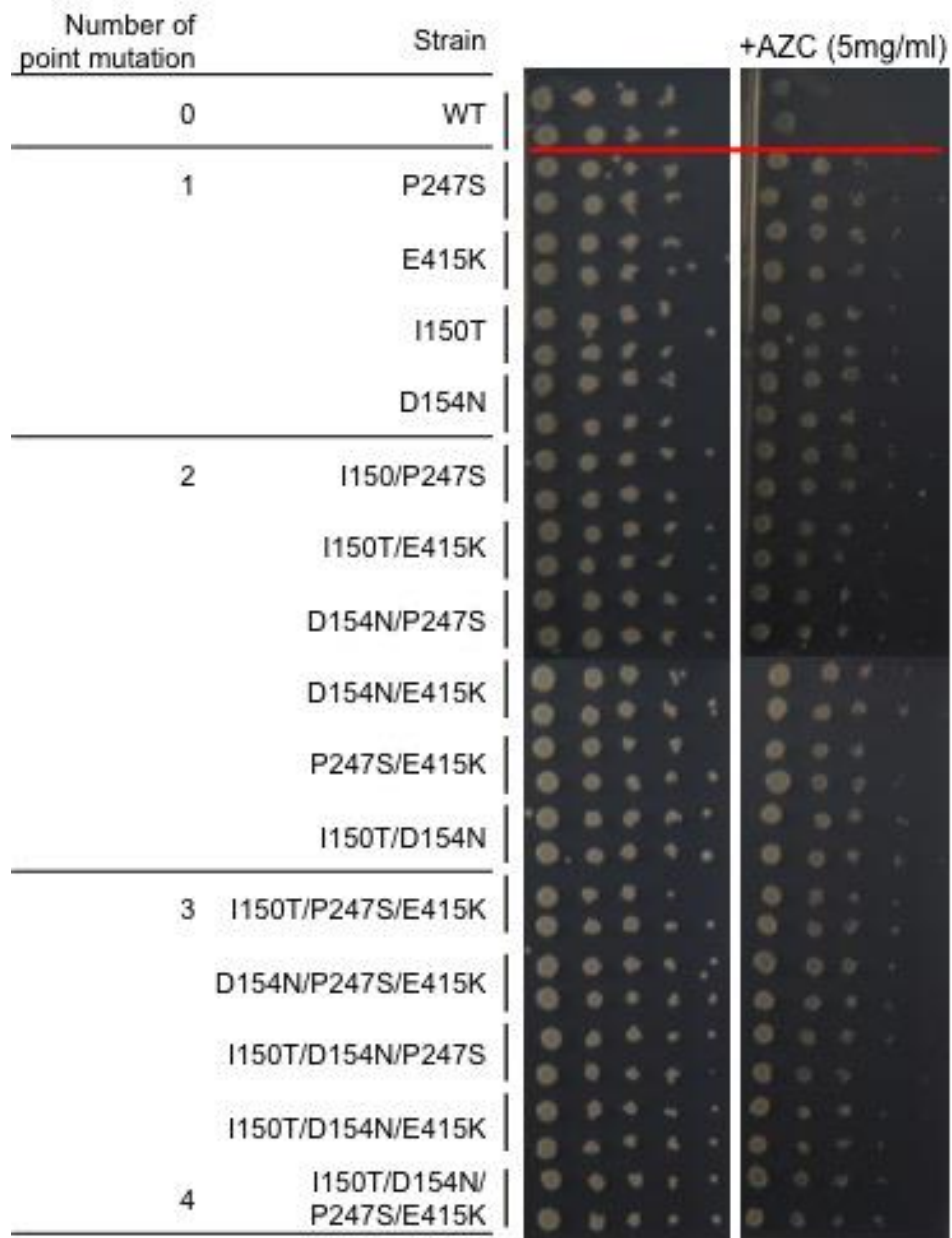 Number of
point mutation
Strain
+AZC (5mg/ml)
0 WT
1 P247S
E415K
I150T
D154N
2 I150/P247S
I150T/E415K
D154N/P247S
D154N/E415K
P247S/E415K
I150T/D154N
3 I150T/P247S/E415K
D154N/P247S/E415K
I150T/D154N/P247S
I150T/D154N/E415K
4 I150T/D154N/
P247S/E415K